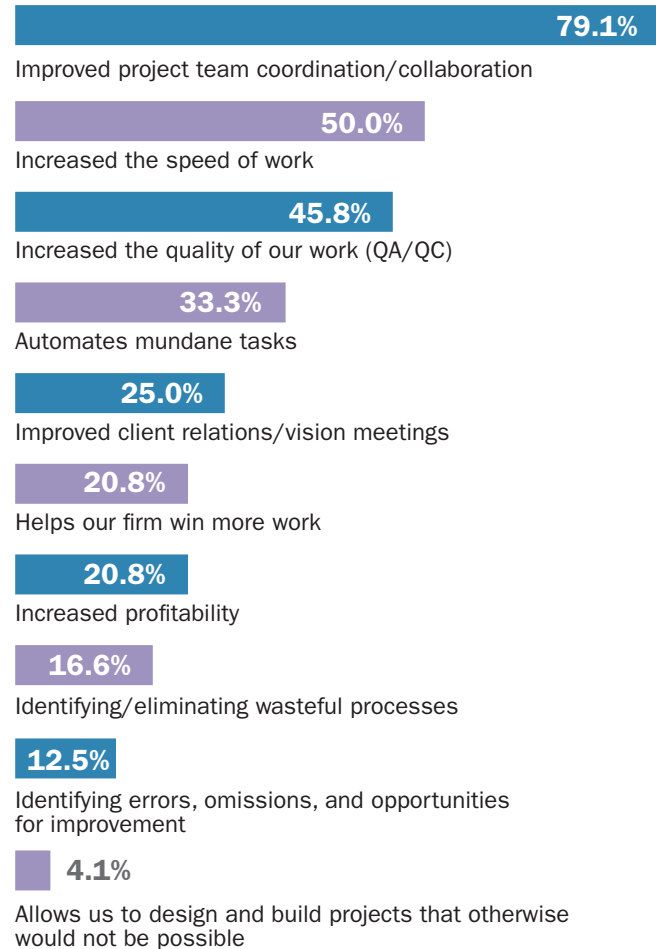 79.1%
Improved project team coordination/collaboration
50.0%
Increased the speed of work
45.8%
Increased the quality of our work (QA/QC)
33.3%
Automates mundane tasks
25.0%
Improved client relations/vision meetings
20.8%
Helps our firm win more work
20.8%
Increased profitability
16.6%
Identifying/eliminating wasteful processes
12.5%
Identifying errors, omissions, and opportunities
for improvement
4.1%
Allows us to design and build projects that otherwise
would not be possible